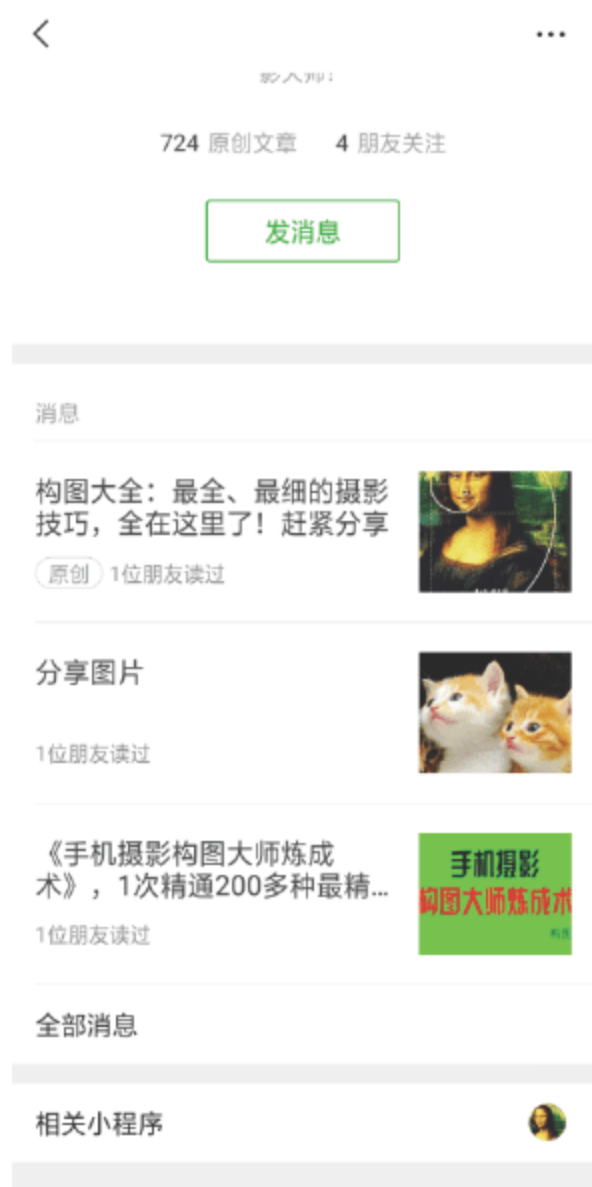 724 原创文章 4 朋友关注
发消息
消息
构图大全：最全、最细的摄影
技巧，全在这里了！赶紧分享
原创 1位朋友读过
分享图片
1位朋友读过
《手机摄影构图大师炼成
术》，1次精通200多种最精…
1位朋友读过
手机摄影
构图大师炼成术
全部消息
相关小程序